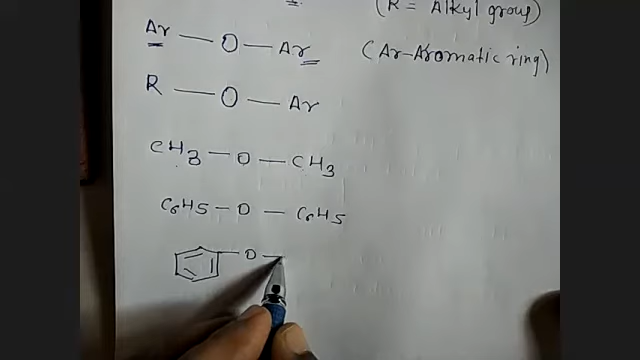 (R = Alkyl group)
Ar — O — Ar (Ar-Aromatic ring)
R — O — Ar
CH3 — O — CH3
C6H5 — O — C6H5
— O —